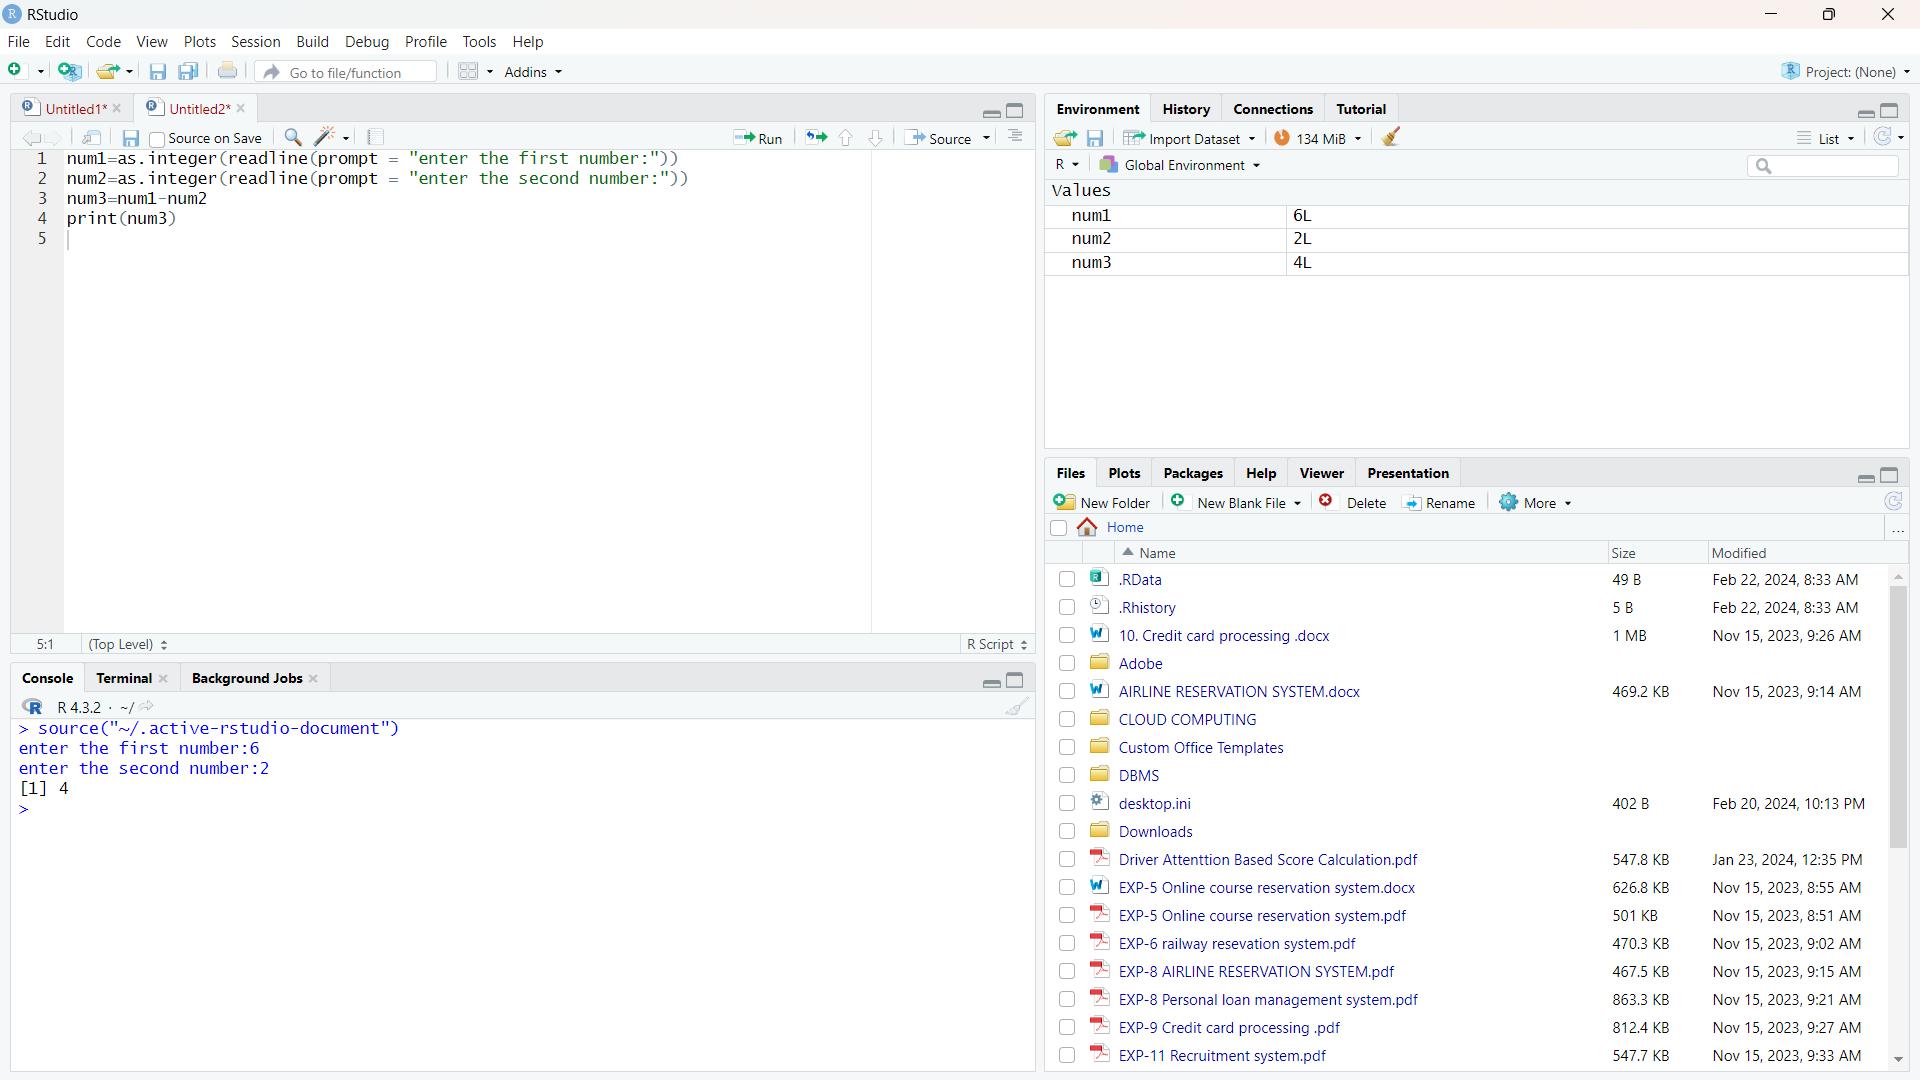 RStudio
File Edit Code View Plots Session Build Debug Profile Tools Help
Go to file/function Addins Project: (None)
Untitled1* Untitled2*
Source on Save Run Source
1 num1=as.integer(readline(prompt = "enter the first number:"))
2 num2=as.integer(readline(prompt = "enter the second number:"))
3 num3=num1-num2
4 print(num3)
5
5:1 (Top Level) R Script
Console Terminal Background Jobs
R 4.3.2 · ~/
> source("~/.active-rstudio-document")
enter the first number:6
enter the second number:2
[1] 4
>
Environment History Connections Tutorial
Import Dataset 134 MiB List
R Global Environment
Values
num1 6L
num2 2L
num3 4L
Files Plots Packages Help Viewer Presentation
New Folder New Blank File Delete Rename More
Home ...
Name Size Modified
.RData 49 B Feb 22, 2024, 8:33 AM
.Rhistory 5 B Feb 22, 2024, 8:33 AM
10. Credit card processing .docx 1 MB Nov 15, 2023, 9:26 AM
Adobe
AIRLINE RESERVATION SYSTEM.docx 469.2 KB Nov 15, 2023, 9:14 AM
CLOUD COMPUTING
Custom Office Templates
DBMS
desktop.ini 402 B Feb 20, 2024, 10:13 PM
Downloads
Driver Attenttion Based Score Calculation.pdf 547.8 KB Jan 23, 2024, 12:35 PM
EXP-5 Online course reservation system.docx 626.8 KB Nov 15, 2023, 8:55 AM
EXP-5 Online course reservation system.pdf 501 KB Nov 15, 2023, 8:51 AM
EXP-6 railway resevation system.pdf 470.3 KB Nov 15, 2023, 9:02 AM
EXP-8 AIRLINE RESERVATION SYSTEM.pdf 467.5 KB Nov 15, 2023, 9:15 AM
EXP-8 Personal loan management system.pdf 863.3 KB Nov 15, 2023, 9:21 AM
EXP-9 Credit card processing .pdf 812.4 KB Nov 15, 2023, 9:27 AM
EXP-11 Recruitment system.pdf 547.7 KB Nov 15, 2023, 9:33 AM